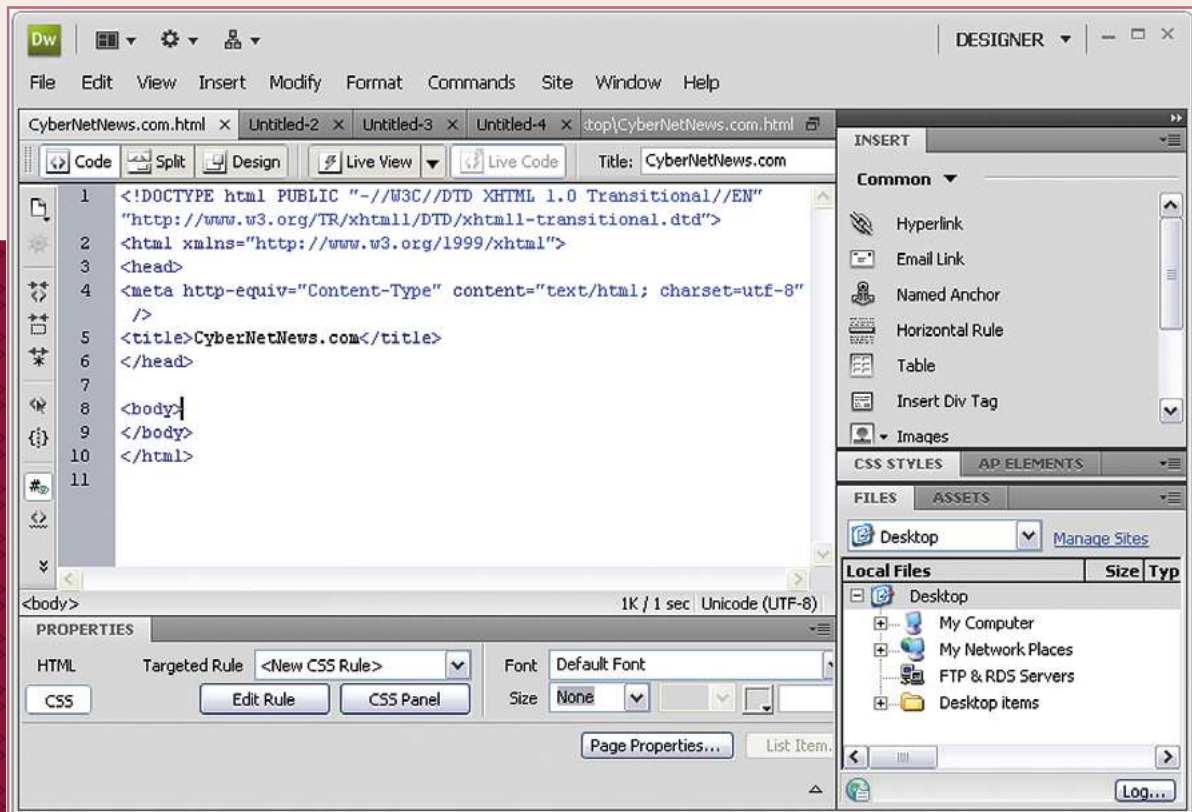 Dw DESIGNER
File Edit View Insert Modify Format Commands Site Window Help
CyberNetNews.com.html × Untitled-2 × Untitled-3 × Untitled-4 × :top\CyberNetNews.com.html
Code Split Design Live View Live Code Title: CyberNetNews.com
1 <!DOCTYPE html PUBLIC "-//W3C//DTD XHTML 1.0 Transitional//EN"
"http://www.w3.org/TR/xhtml1/DTD/xhtml1-transitional.dtd">
2 <html xmlns="http://www.w3.org/1999/xhtml">
3 <head>
4 <meta http-equiv="Content-Type" content="text/html; charset=utf-8"
/>
5 <title>CyberNetNews.com</title>
6 </head>
7
8 <body>
9 </body>
10 </html>
11
<body> 1K / 1 sec Unicode (UTF-8)
PROPERTIES
HTML Targeted Rule <New CSS Rule> Font Default Font
CSS Edit Rule CSS Panel Size None
Page Properties... List Item.
INSERT
Common
Hyperlink
Email Link
Named Anchor
Horizontal Rule
Table
Insert Div Tag
Images
CSS STYLES AP ELEMENTS
FILES ASSETS
Desktop Manage Sites
Local Files Size Typ
Desktop
My Computer
My Network Places
FTP & RDS Servers
Desktop items
Log...